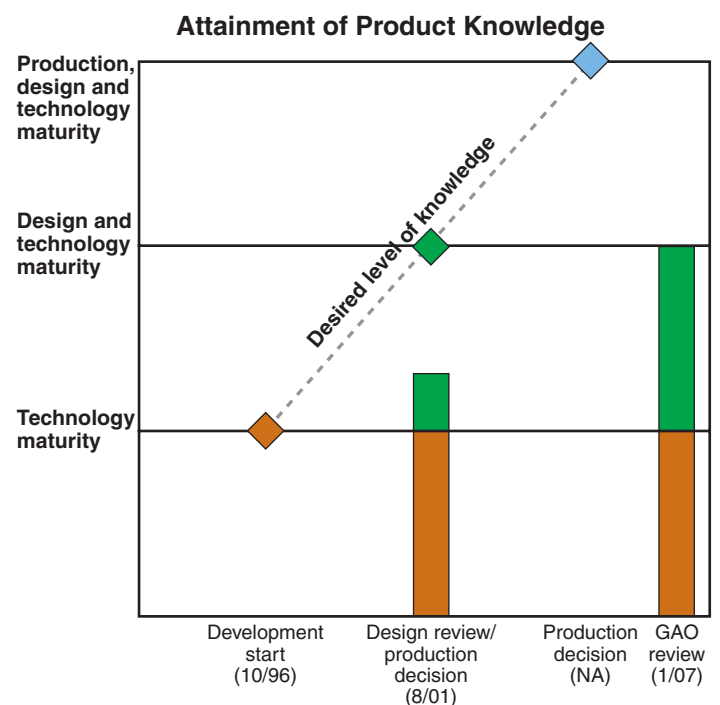 Attainment of Product Knowledge
Production,
design and
technology
maturity
Design and
technology
maturity
Technology
maturity
Desired level of knowledge
Development
start
(10/96)
Design review/
production
decision
(8/01)
Production
decision
(NA)
GAO
review
(1/07)